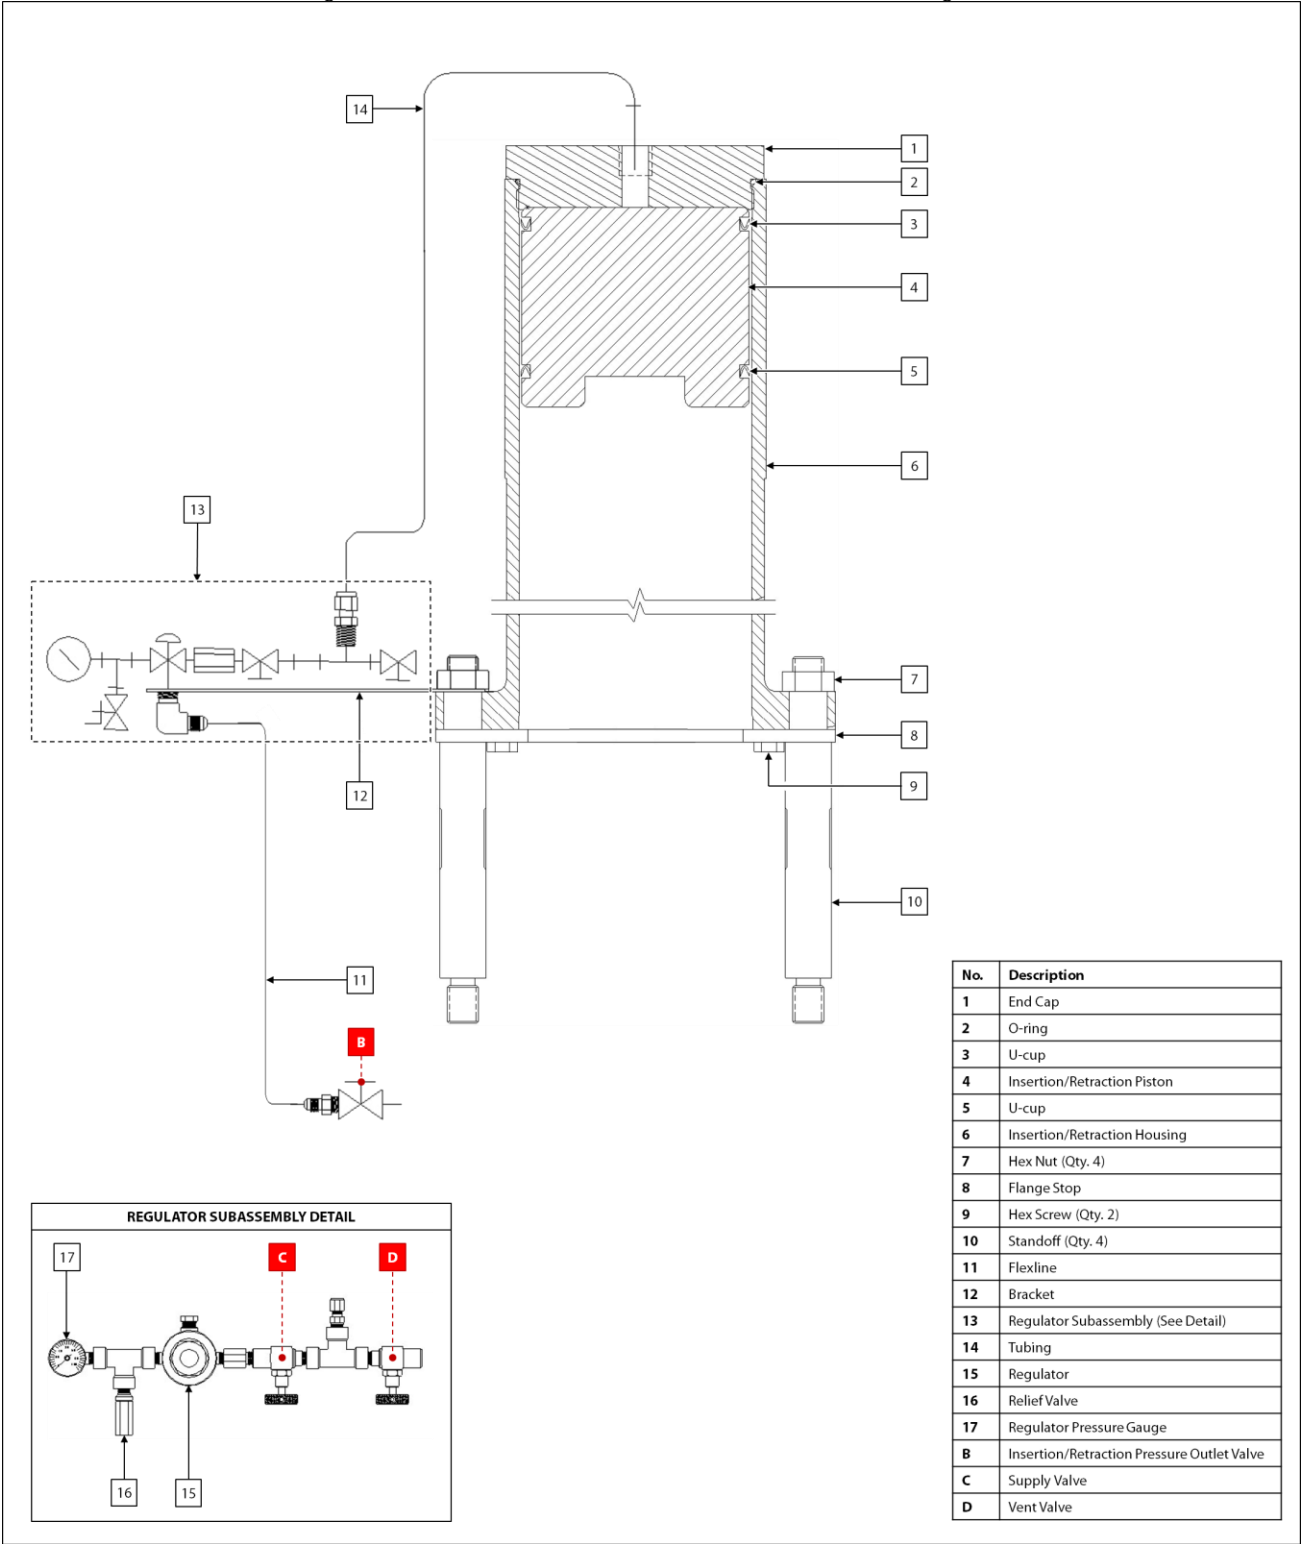 14
1
2
3
4
5
6
13
7
8
12
9
10
11
B
No. Description
1 End Cap
2 O-ring
3 U-cup
4 Insertion/Retraction Piston
5 U-cup
6 Insertion/Retraction Housing
7 Hex Nut (Qty. 4)
8 Flange Stop
9 Hex Screw (Qty. 2)
10 Standoff (Qty. 4)
11 Flexline
12 Bracket
13 Regulator Subassembly (See Detail)
14 Tubing
15 Regulator
16 Relief Valve
17 Regulator Pressure Gauge
B Insertion/Retraction Pressure Outlet Valve
C Supply Valve
D Vent Valve
REGULATOR SUBASSEMBLY DETAIL
17
C
D
16
15